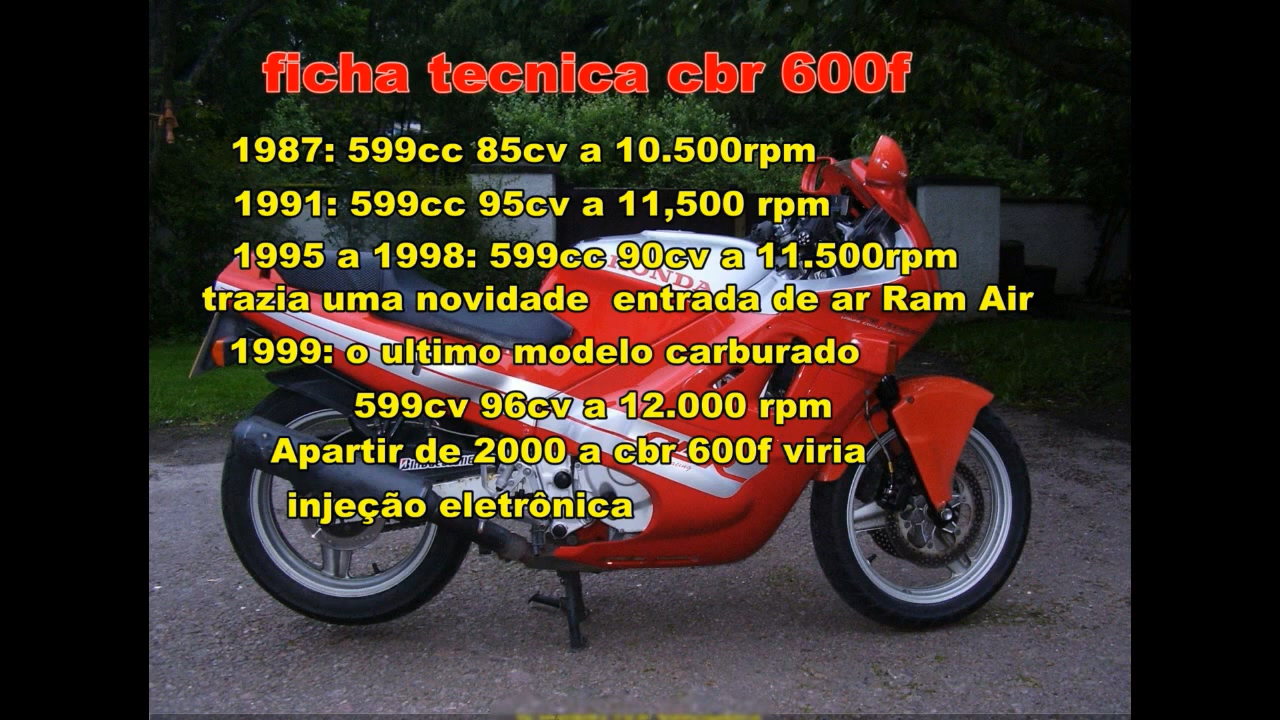 ficha tecnica cbr 600f
1987: 599cc 85cv a 10.500rpm
1991: 599cc 95cv a 11,500 rpm
1995 a 1998: 599cc 90cv a 11.500rpm
HONDA
trazia uma novidade entrada de ar Ram Air
1999: o ultimo modelo carburado
599cv 96cv a 12.000 rpm
Apartir de 2000 a cbr 600f viria
injeção eletrônica